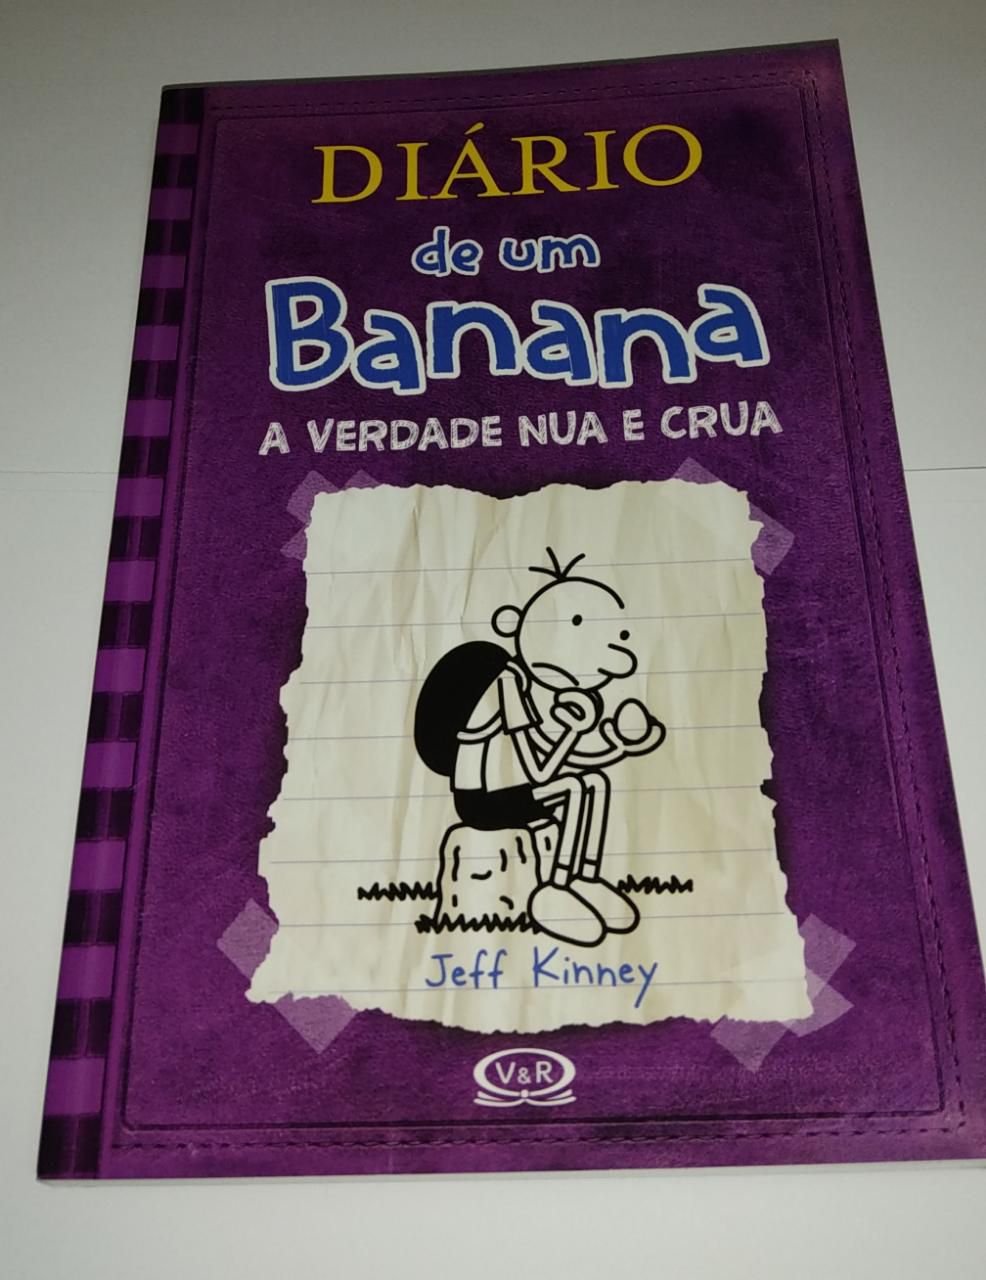 DIÁRIO
de um
Banana
A VERDADE NUA E CRUA
Jeff Kinney
V&R